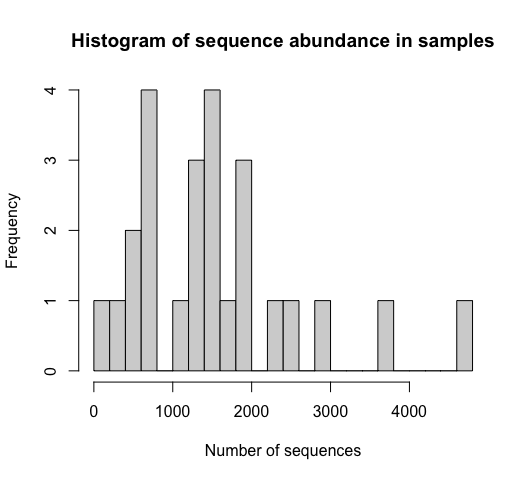 Histogram of sequence abundance in samples
Frequency
4
3
2
1
0
0 1000 2000 3000 4000
Number of sequences